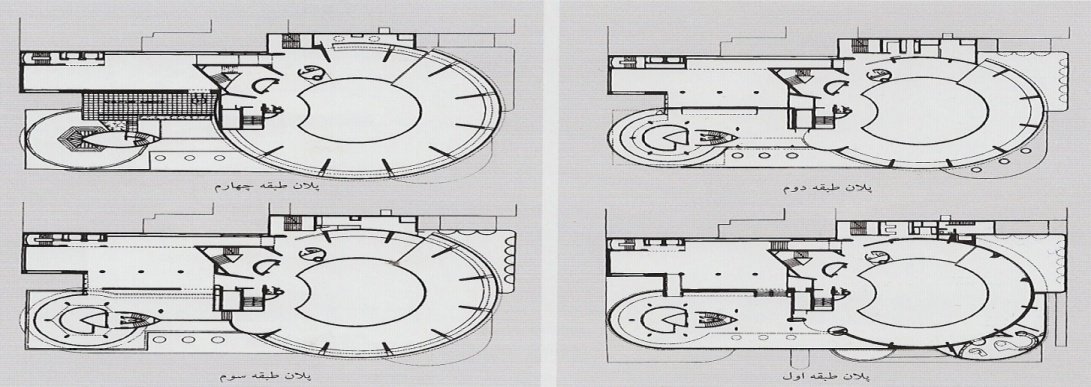 پلان طبقه چهارم
پلان طبقه دوم
پلان طبقه سوم
پلان طبقه اول